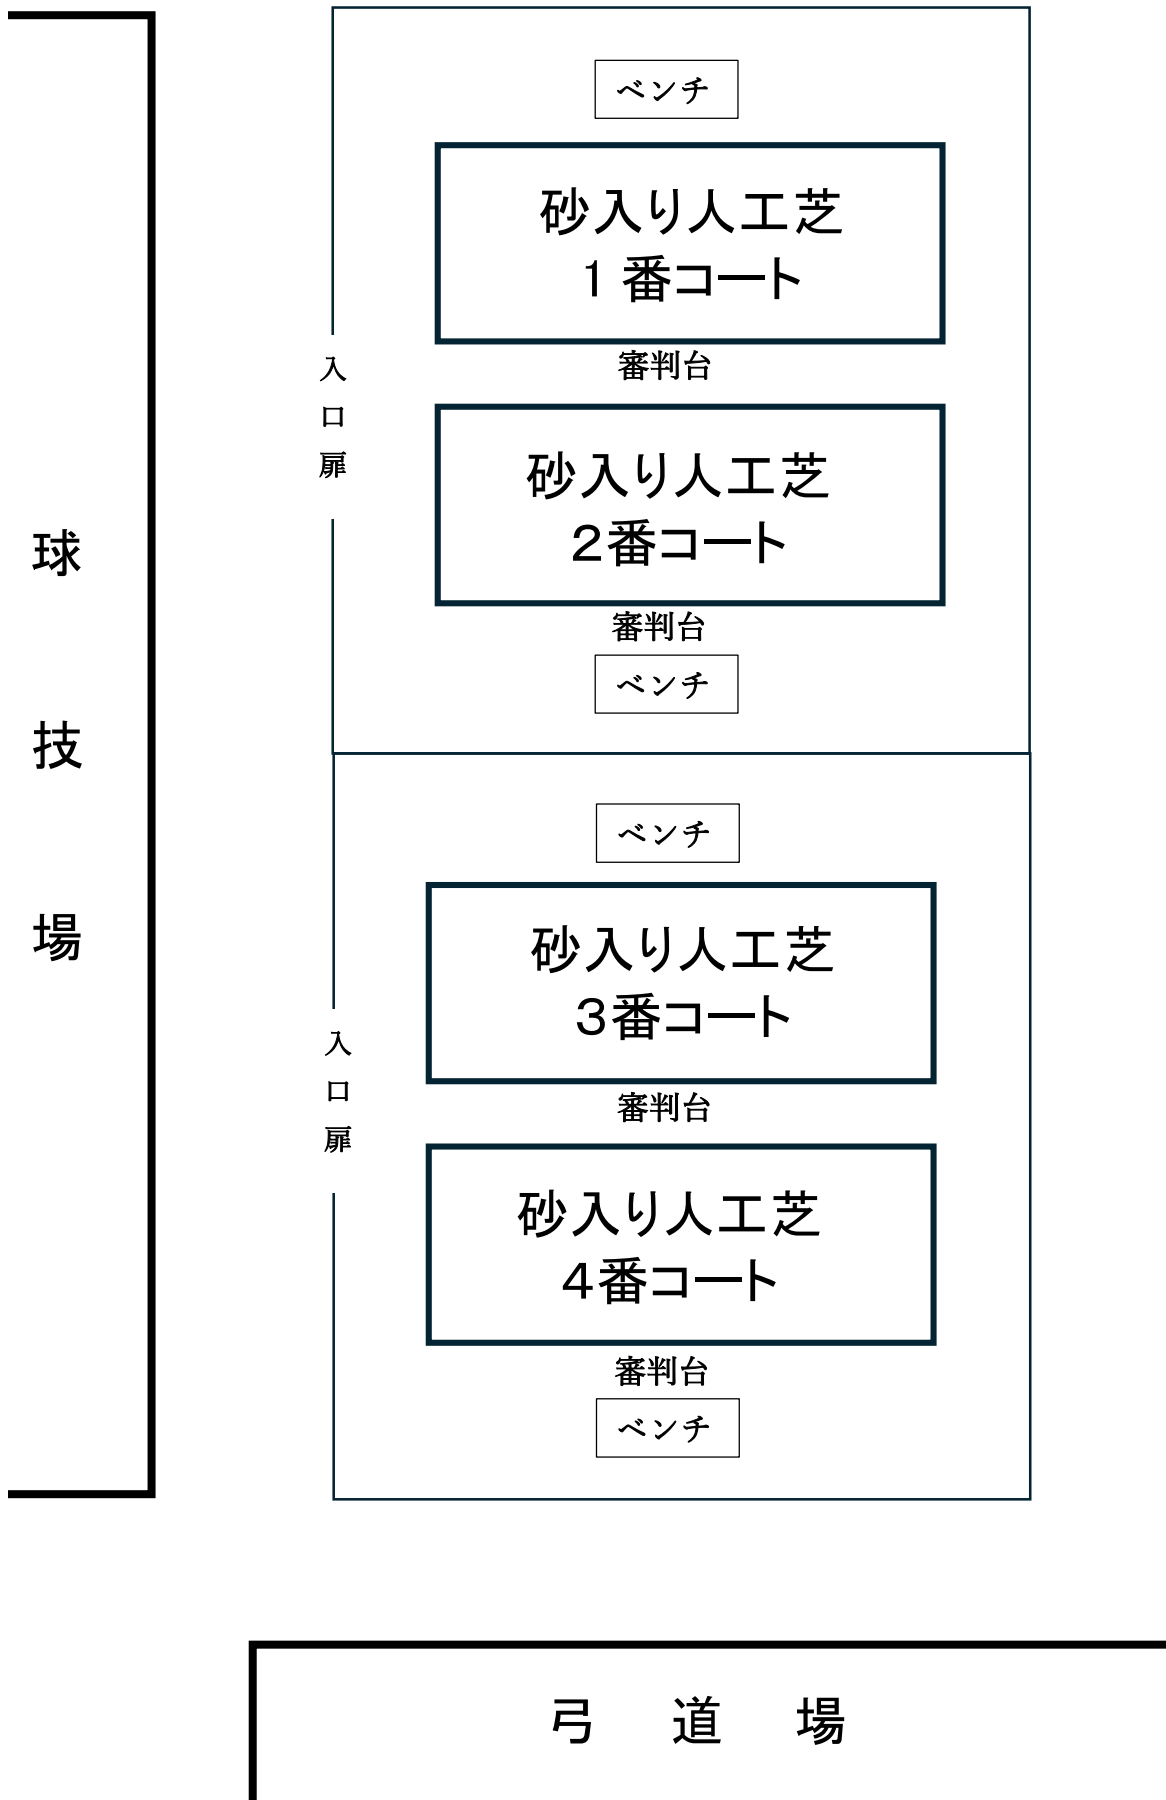 球技場
ベンチ
砂入り人工芝
1番コート
審判台
入口扉
砂入り人工芝
2番コート
審判台
ベンチ
ベンチ
砂入り人工芝
3番コート
審判台
入口扉
砂入り人工芝
4番コート
審判台
ベンチ
弓道場